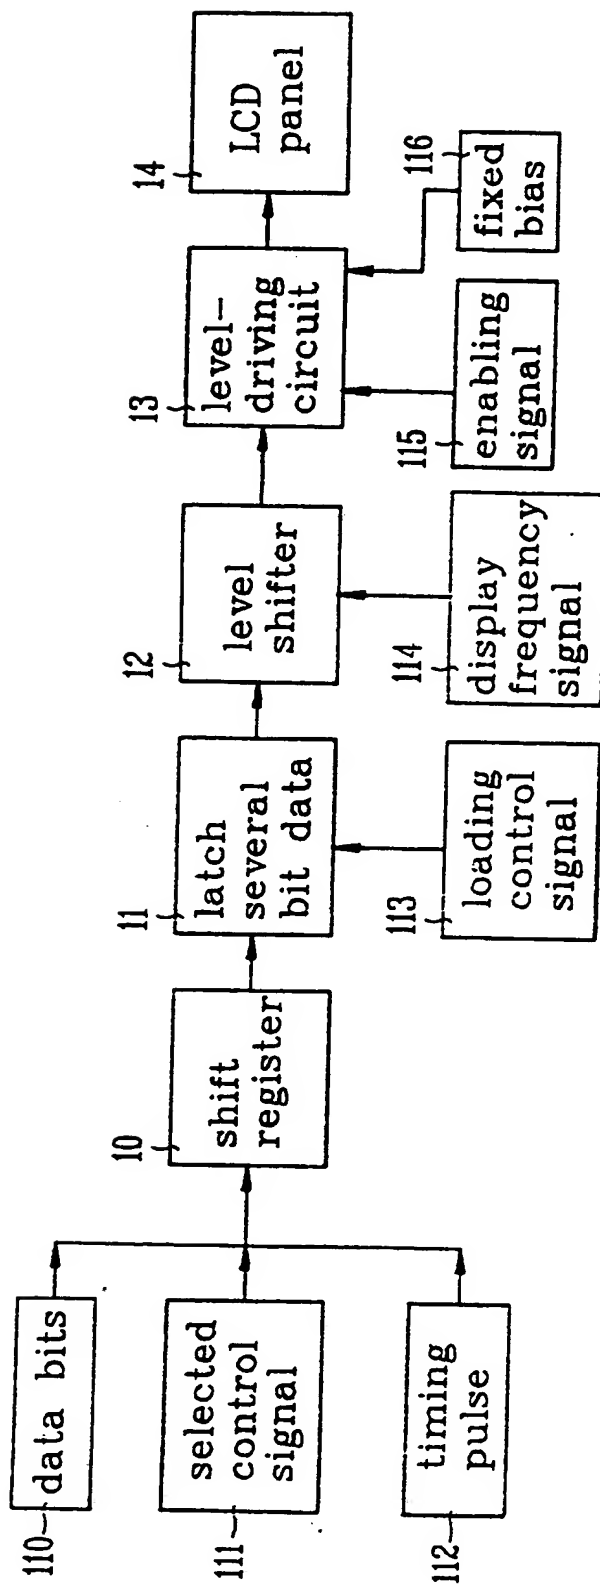 110
data bits
111
selected
control
signal
112
timing
pulse
10
shift
register
11
latch
several
bit data
113
loading
control
signal
12
level
shifter
114
display
frequency
signal
13
level-
driving
circuit
115
enabling
signal
116
fixed
bias
14
LCD
panel